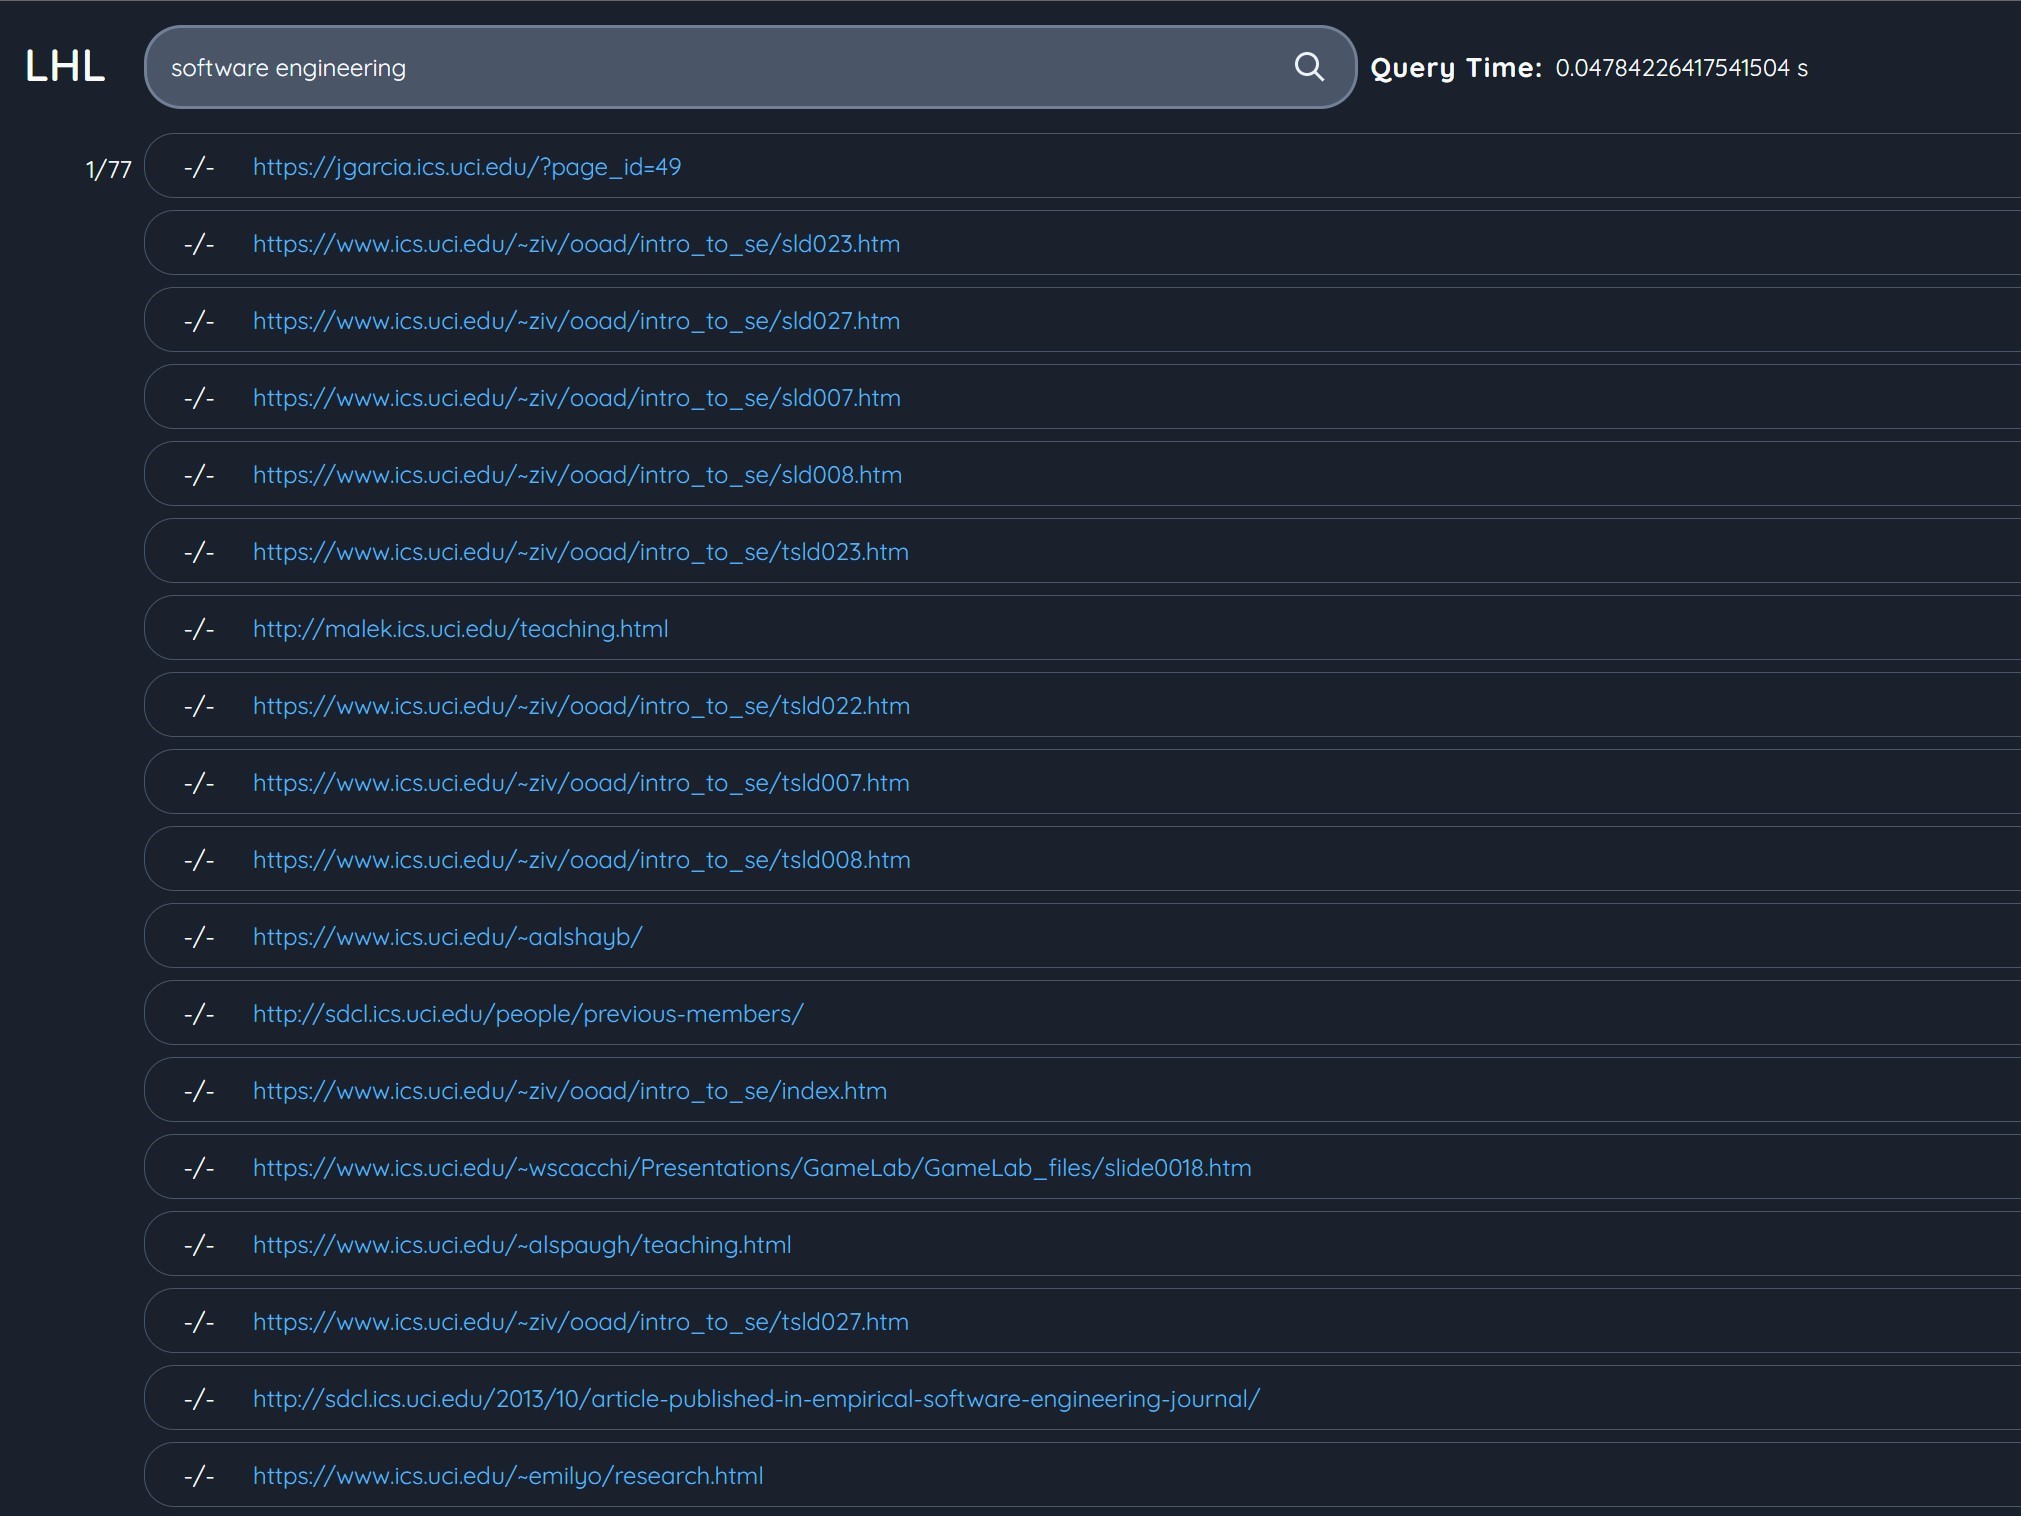 LHL software engineering Query Time: 0.04784226417541504 s
1/77 -/- https://jgarcia.ics.uci.edu/?page_id=49
-/- https://www.ics.uci.edu/~ziv/ooad/intro_to_se/sld023.htm
-/- https://www.ics.uci.edu/~ziv/ooad/intro_to_se/sld027.htm
-/- https://www.ics.uci.edu/~ziv/ooad/intro_to_se/sld007.htm
-/- https://www.ics.uci.edu/~ziv/ooad/intro_to_se/sld008.htm
-/- https://www.ics.uci.edu/~ziv/ooad/intro_to_se/tsld023.htm
-/- http://malek.ics.uci.edu/teaching.html
-/- https://www.ics.uci.edu/~ziv/ooad/intro_to_se/tsld022.htm
-/- https://www.ics.uci.edu/~ziv/ooad/intro_to_se/tsld007.htm
-/- https://www.ics.uci.edu/~ziv/ooad/intro_to_se/tsld008.htm
-/- https://www.ics.uci.edu/~aalshayb/
-/- http://sdcl.ics.uci.edu/people/previous-members/
-/- https://www.ics.uci.edu/~ziv/ooad/intro_to_se/index.htm
-/- https://www.ics.uci.edu/~wscacchi/Presentations/GameLab/GameLab_files/slide0018.htm
-/- https://www.ics.uci.edu/~alspaugh/teaching.html
-/- https://www.ics.uci.edu/~ziv/ooad/intro_to_se/tsld027.htm
-/- http://sdcl.ics.uci.edu/2013/10/article-published-in-empirical-software-engineering-journal/
-/- https://www.ics.uci.edu/~emilyo/research.html